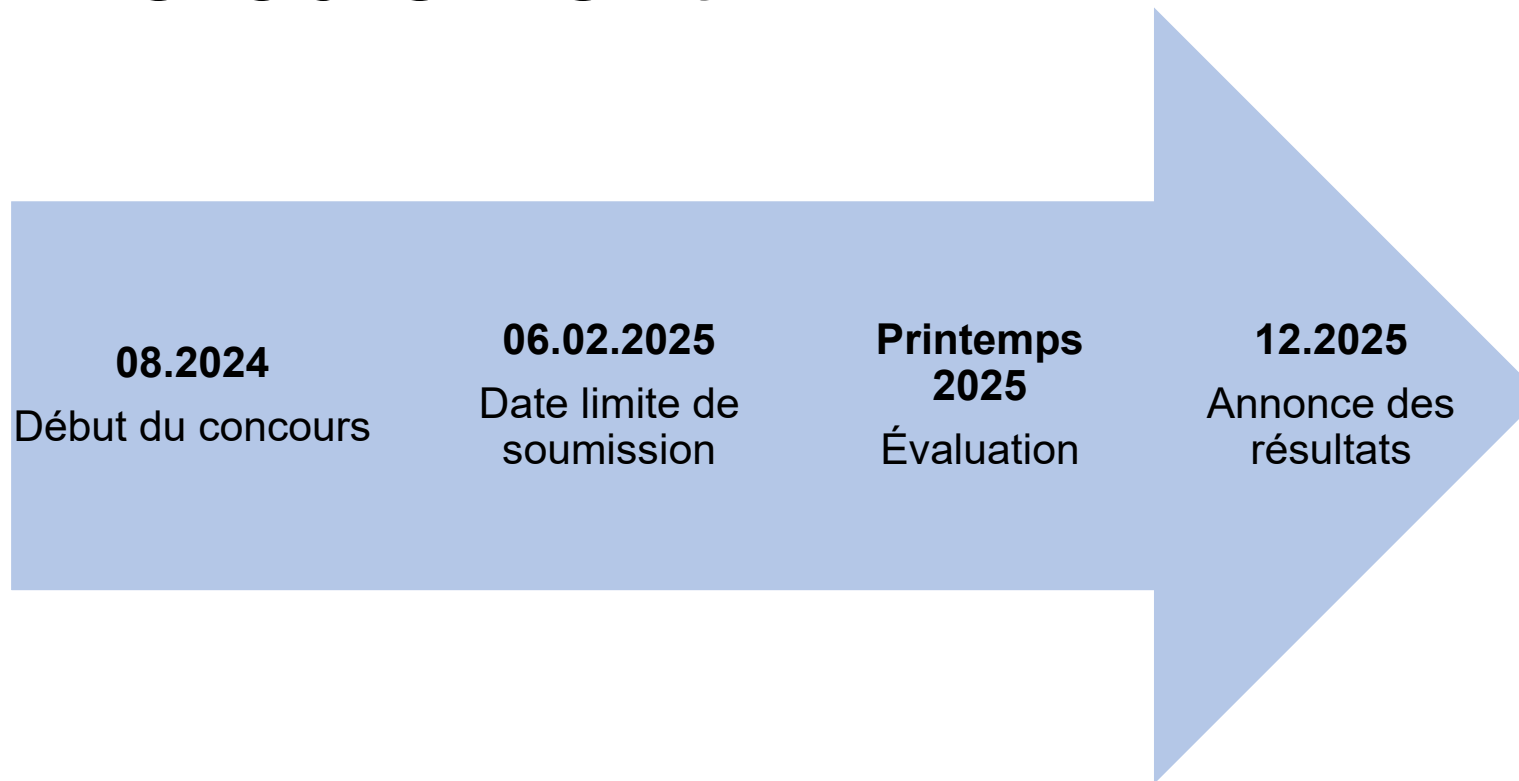 08.2024
Début du concours
06.02.2025
Date limite de
soumission
Printemps
2025
Évaluation
12.2025
Annonce des
résultats